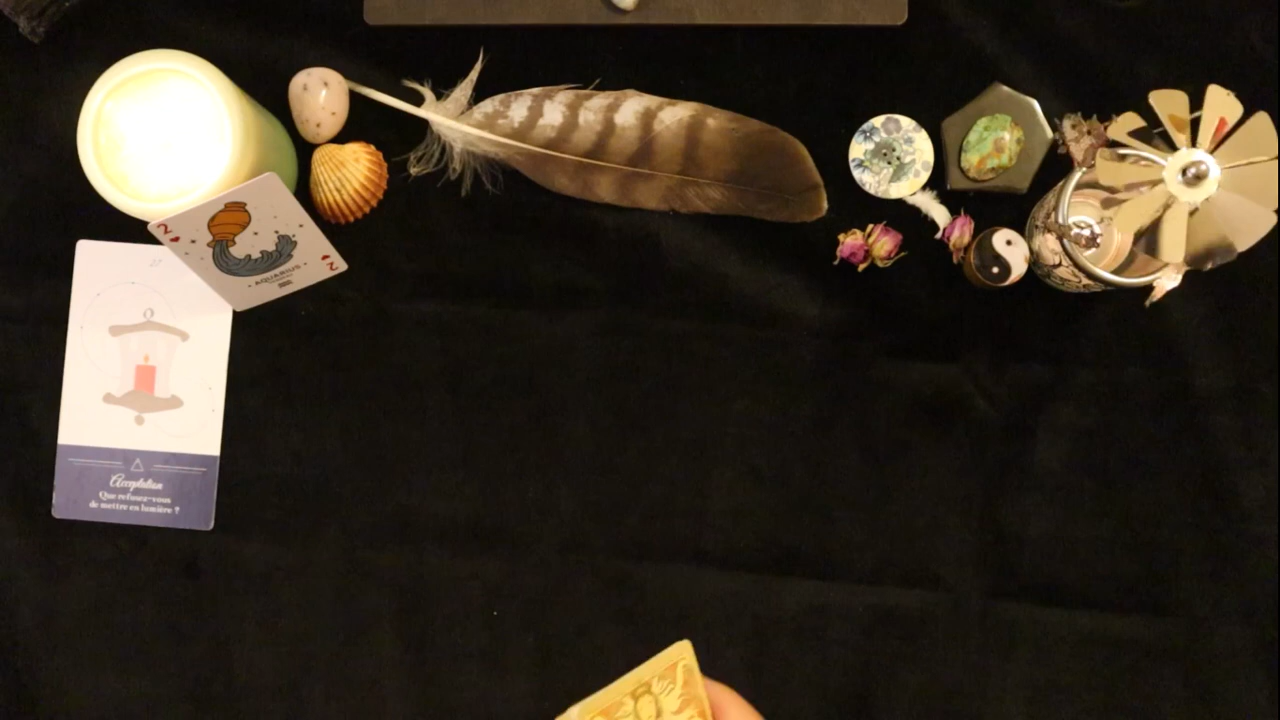 2
AQUARIUS
2
27
Acceptation
Que refusez-vous
de mettre en lumière ?